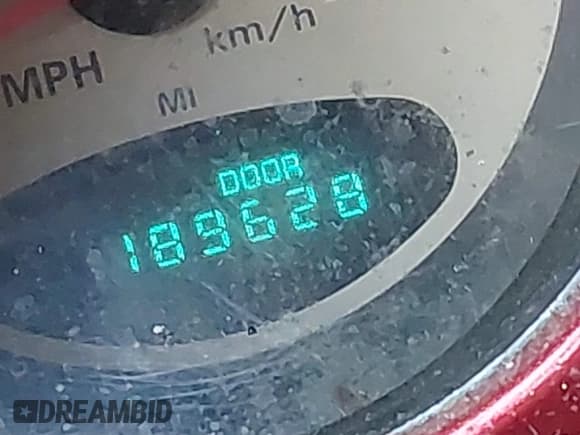 km/h
MPH
MI
DOOR
189628
DREAMBID